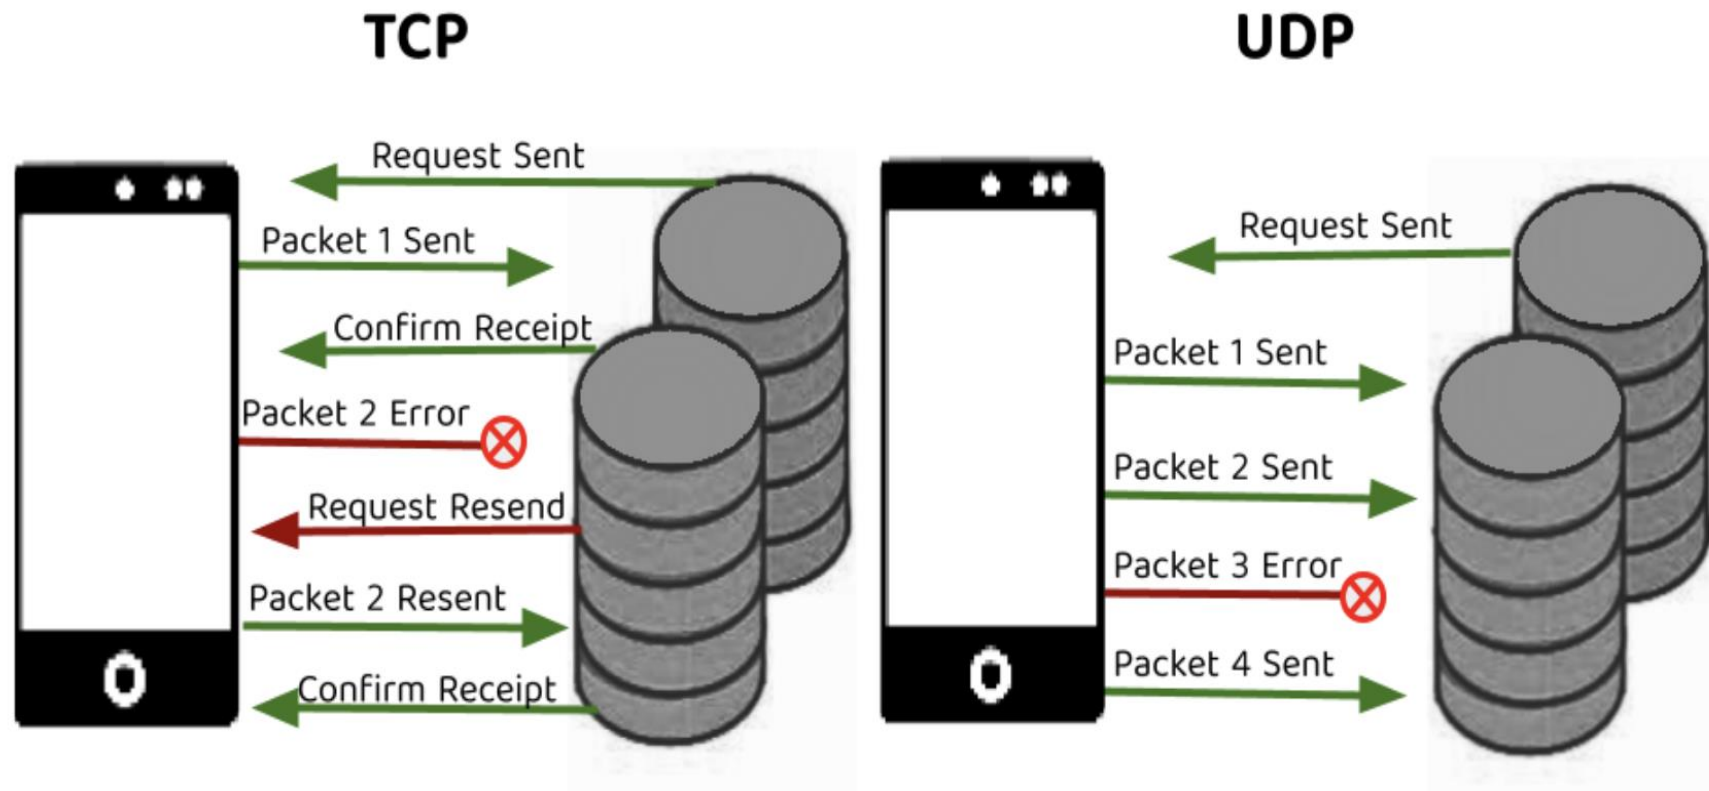 TCP
Request Sent
Packet 1 Sent
Confirm Receipt
Packet 2 Error
Request Resend
Packet 2 Resent
Confirm Receipt
UDP
Request Sent
Packet 1 Sent
Packet 2 Sent
Packet 3 Error
Packet 4 Sent